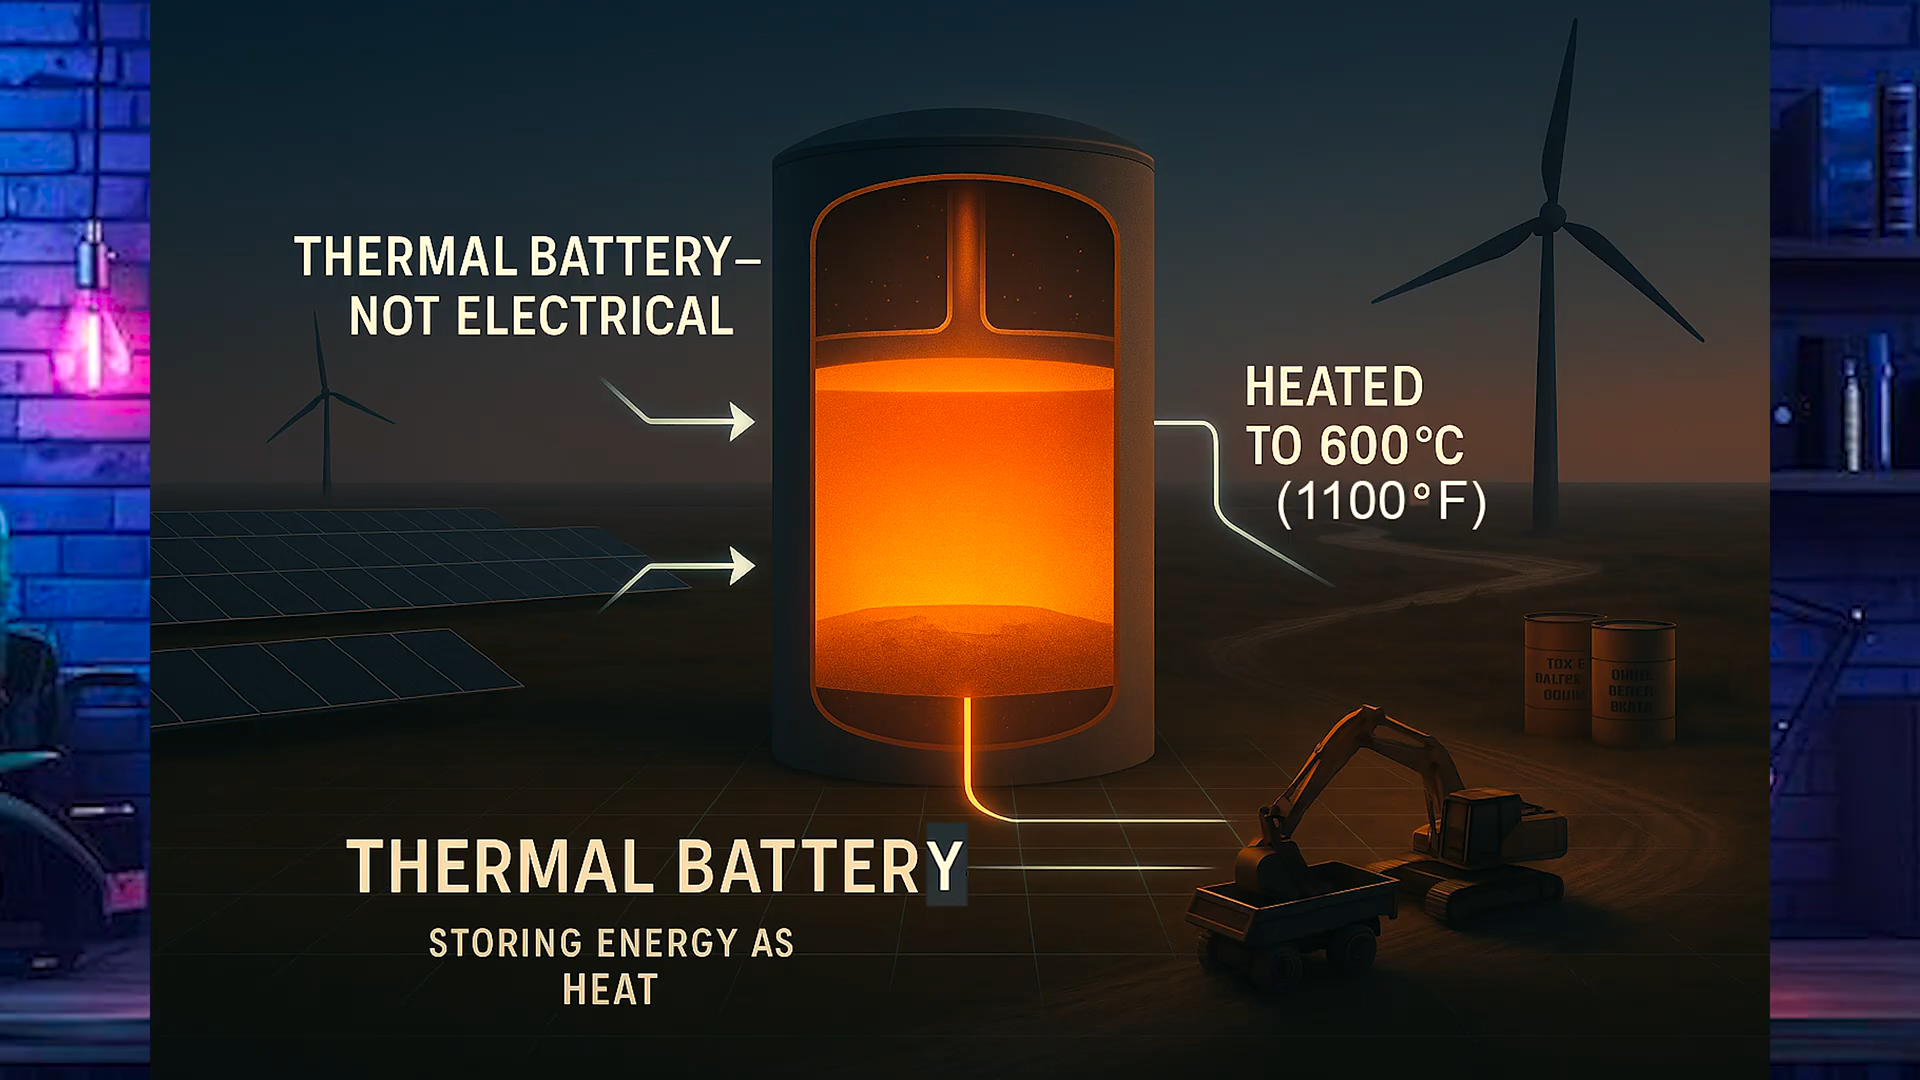 THERMAL BATTERY–
NOT ELECTRICAL
HEATED
TO 600°C
(1100°F)
THERMAL BATTERY
STORING ENERGY AS
HEAT